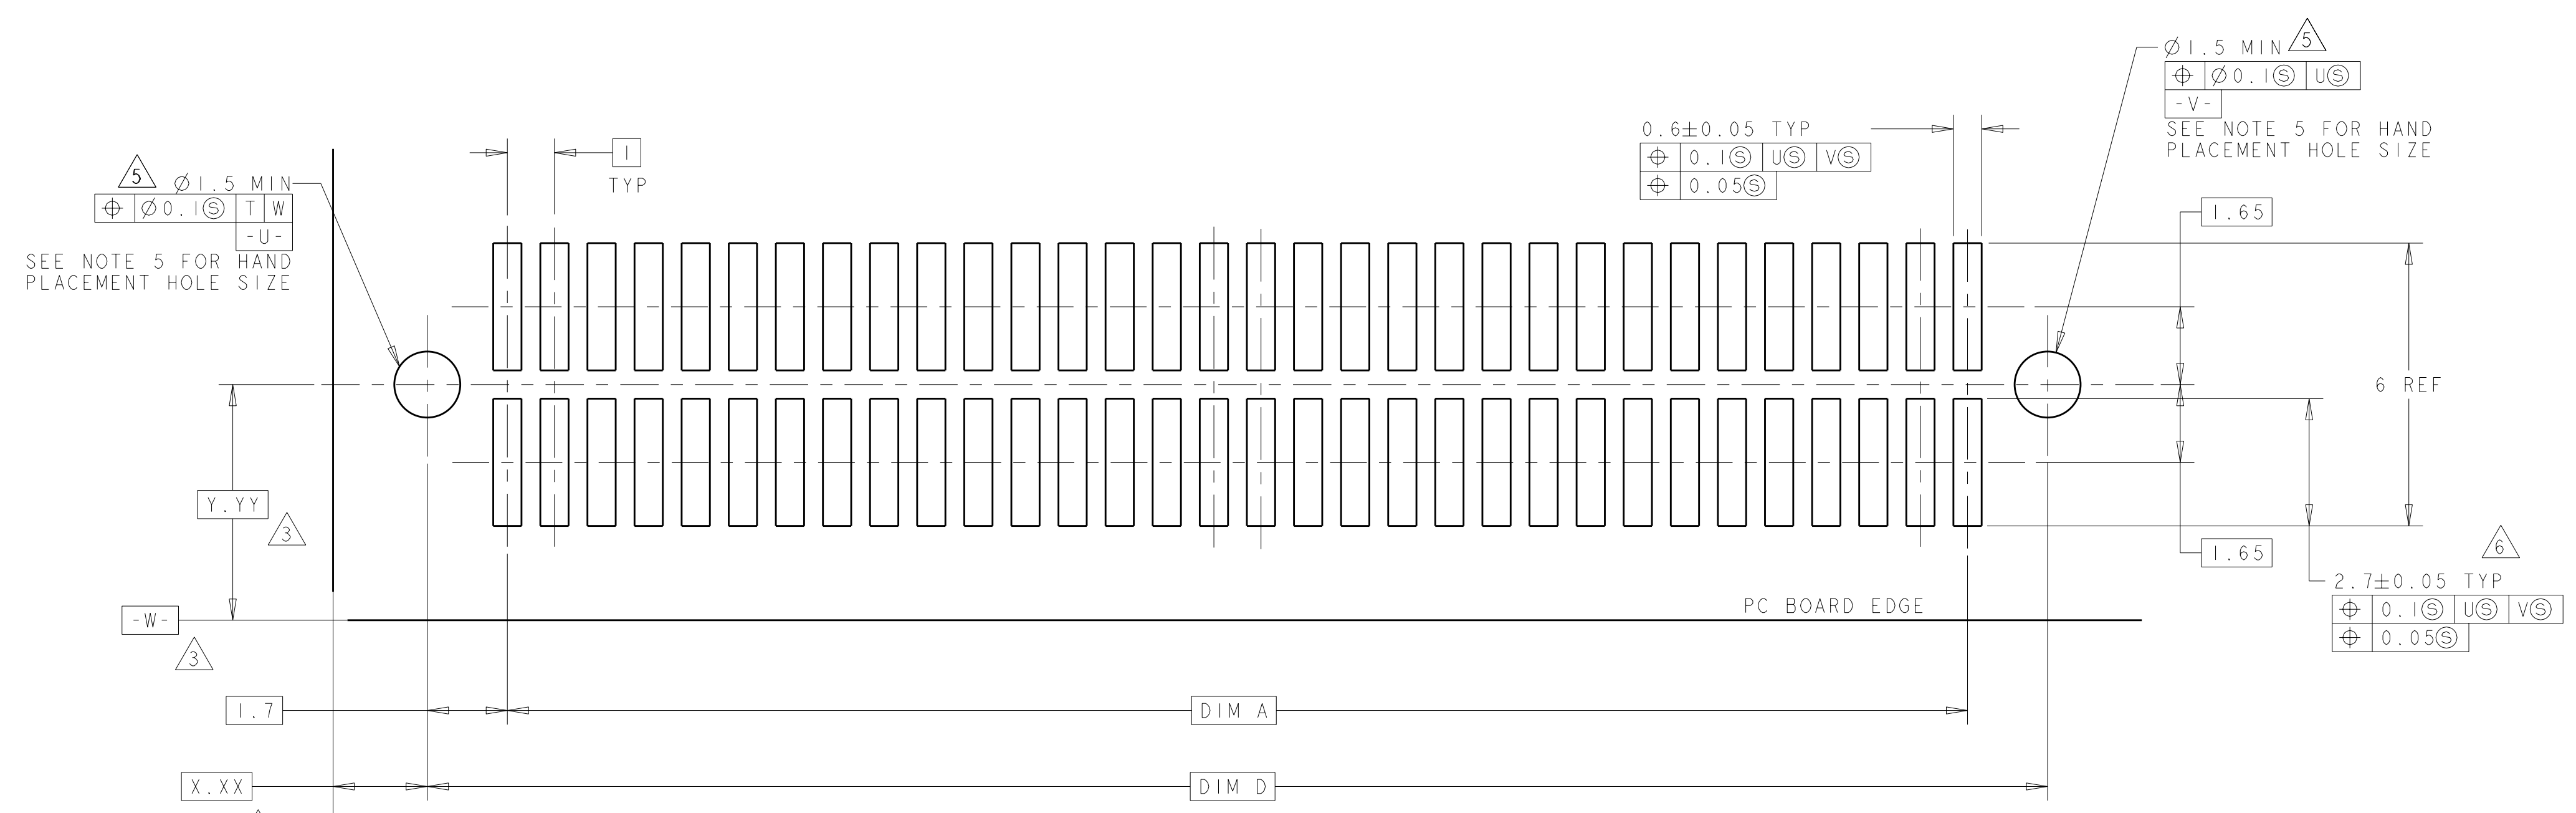 Ø1.5 MIN 5
⌖ Ø0.1Ⓢ UⓈ
-V-
SEE NOTE 5 FOR HAND
PLACEMENT HOLE SIZE
0.6±0.05 TYP
⌖ 0.1Ⓢ UⓈ VⓈ
⌖ 0.05Ⓢ
1
TYP
5 Ø1.5 MIN
⌖ Ø0.1Ⓢ T W
-U-
SEE NOTE 5 FOR HAND
PLACEMENT HOLE SIZE
1.65
6 REF
Y.YY
3
1.65
6
2.7±0.05 TYP
⌖ 0.1Ⓢ UⓈ VⓈ
⌖ 0.05Ⓢ
PC BOARD EDGE
-W-
3
1.7
DIM A
X.XX
DIM D